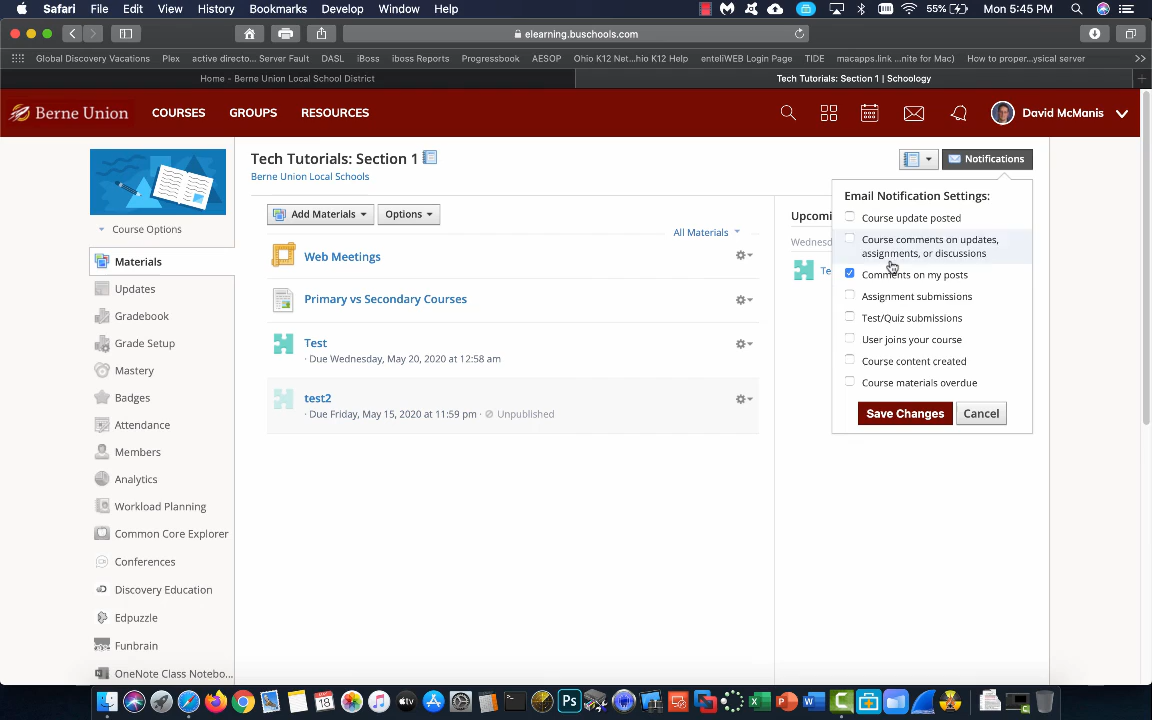 Safari File Edit View History Bookmarks Develop Window Help 55% Mon 5:45 PM
elearning.buschools.com
Global Discovery Vacations Plex active directo... Server Fault DASL iBoss iboss Reports Progressbook AESOP Ohio K12 Net...hio K12 Help enteliWEB Login Page TIDE macapps.link ...nite for Mac) How to proper...ysical server
Home - Berne Union Local School District Tech Tutorials: Section 1 | Schoology
Berne Union COURSES GROUPS RESOURCES David McManis
Tech Tutorials: Section 1 Notifications
Berne Union Local Schools
Course Options
Materials
Updates
Gradebook
Grade Setup
Mastery
Badges
Attendance
Members
Analytics
Workload Planning
Common Core Explorer
Conferences
Discovery Education
Edpuzzle
Funbrain
OneNote Class Notebo...
Add Materials Options
All Materials
Web Meetings
Primary vs Secondary Courses
Test
· Due Wednesday, May 20, 2020 at 12:58 am
test2
· Due Friday, May 15, 2020 at 11:59 pm · Unpublished
Upcomi
Wednesd
Te
Email Notification Settings:
Course update posted
Course comments on updates,
assignments, or discussions
Comments on my posts
Assignment submissions
Test/Quiz submissions
User joins your course
Course content created
Course materials overdue
Save Changes Cancel